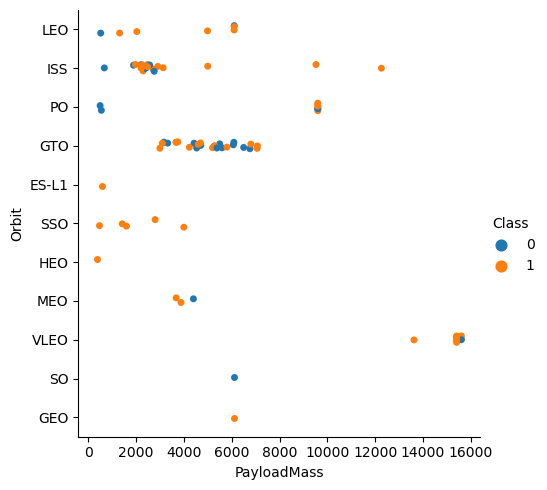 LEO
ISS
PO
GTO
ES-L1
SSO
HEO
MEO
VLEO
SO
GEO
Orbit
0 2000 4000 6000 8000 10000 12000 14000 16000
PayloadMass
Class
0
1